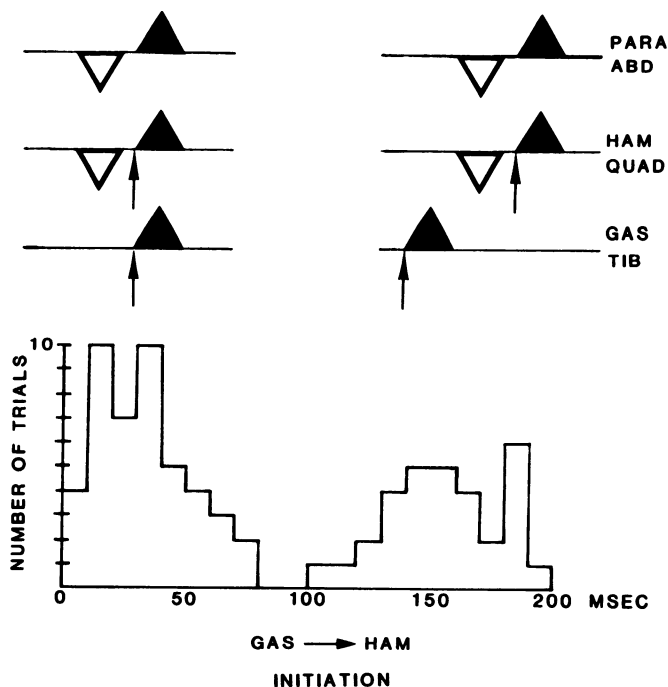 PARA
ABD
HAM
QUAD
GAS
TIB
10
NUMBER OF TRIALS
0 50 100 150 200 MSEC
GAS → HAM
INITIATION